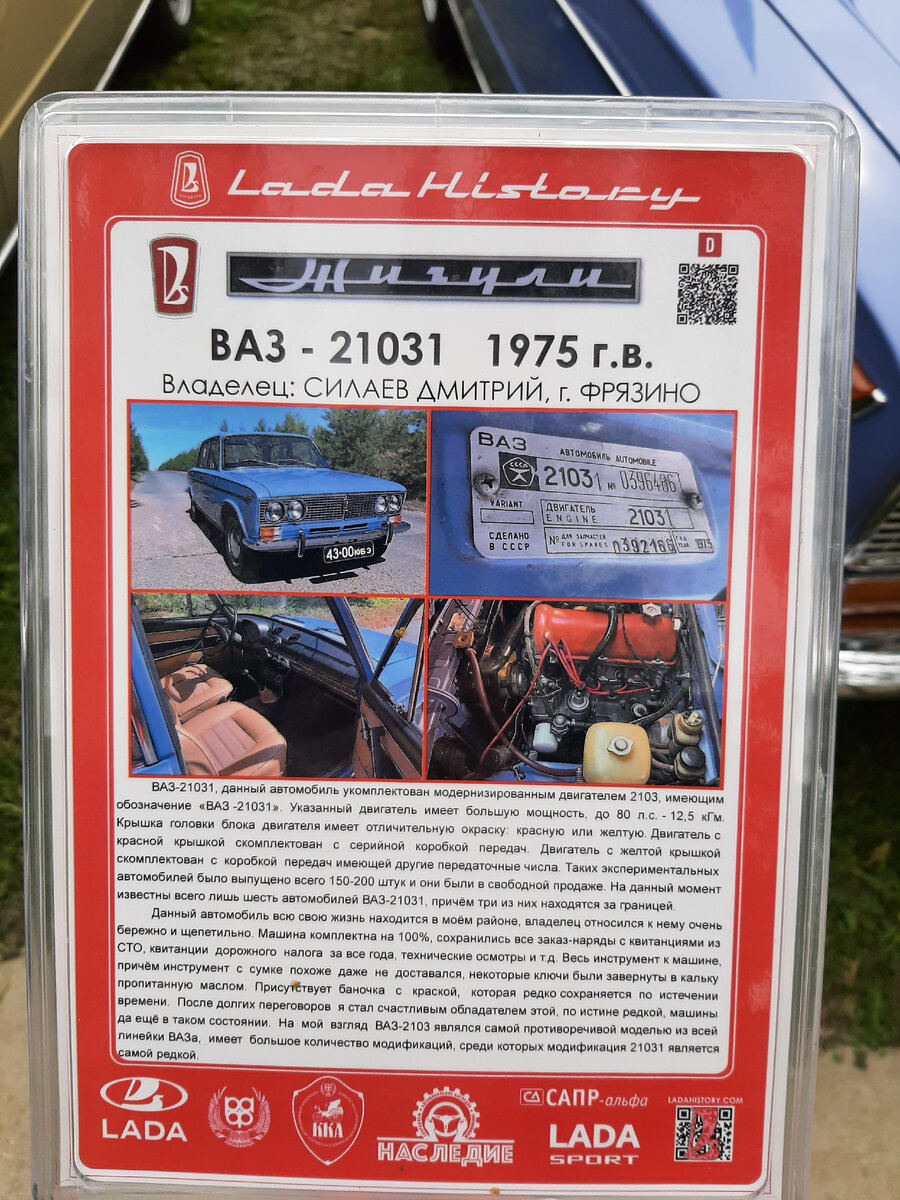 Lada History
Жигули
D
ВАЗ - 21031 1975 г.в.
Владелец: СИЛАЕВ ДМИТРИЙ, г. ФРЯЗИНО
43-00 ЮБЭ
ВАЗ
АВТОМОБИЛЬ AUTOMOBILE
СССР
21031 № 0396406
VARIANT
ДВИГАТЕЛЬ
ENGINE 2103
СДЕЛАНО
В СССР
№ ДЛЯ ЗАПЧАСТЕЙ
FOR SPARES 0392166 ГОД
YEAR 1975
ВАЗ-21031, данный автомобиль укомплектован модернизированным двигателем 2103, имеющим
обозначение «ВАЗ -21031». Указанный двигатель имеет большую мощность, до 80 л.с. - 12,5 кГм.
Крышка головки блока двигателя имеет отличительную окраску: красную или желтую. Двигатель с
красной крышкой скомплектован с серийной коробкой передач. Двигатель с желтой крышкой
скомплектован с коробкой передач имеющей другие передаточные числа. Таких экспериментальных
автомобилей было выпущено всего 150-200 штук и они были в свободной продаже. На данный момент
известны всего лишь шесть автомобилей ВАЗ-21031, причём три из них находятся за границей.
Данный автомобиль всю свою жизнь находится в моём районе, владелец относился к нему очень
бережно и щепетильно. Машина комплектна на 100%, сохранились все заказ-наряды с квитанциями из
СТО, квитанции дорожного налога за все года, технические осмотры и т.д. Весь инструмент к машине,
причём инструмент с сумке похоже даже не доставался, некоторые ключи были завернуты в кальку
пропитанную маслом. Присутствует баночка с краской, которая редко сохраняется по истечении
времени. После долгих переговоров я стал счастливым обладателем этой, по истине редкой, машины
да ещё в таком состоянии. На мой взгляд ВАЗ-2103 являлся самой противоречивой моделью из всей
линейки ВАЗа, имеет большое количество модификаций, среди которых модификация 21031 является
самой редкой.
LADA
ККА
НАСЛЕДИЕ
СА САПР-альфа
LADA
SPORT
LADAHISTORY.COM